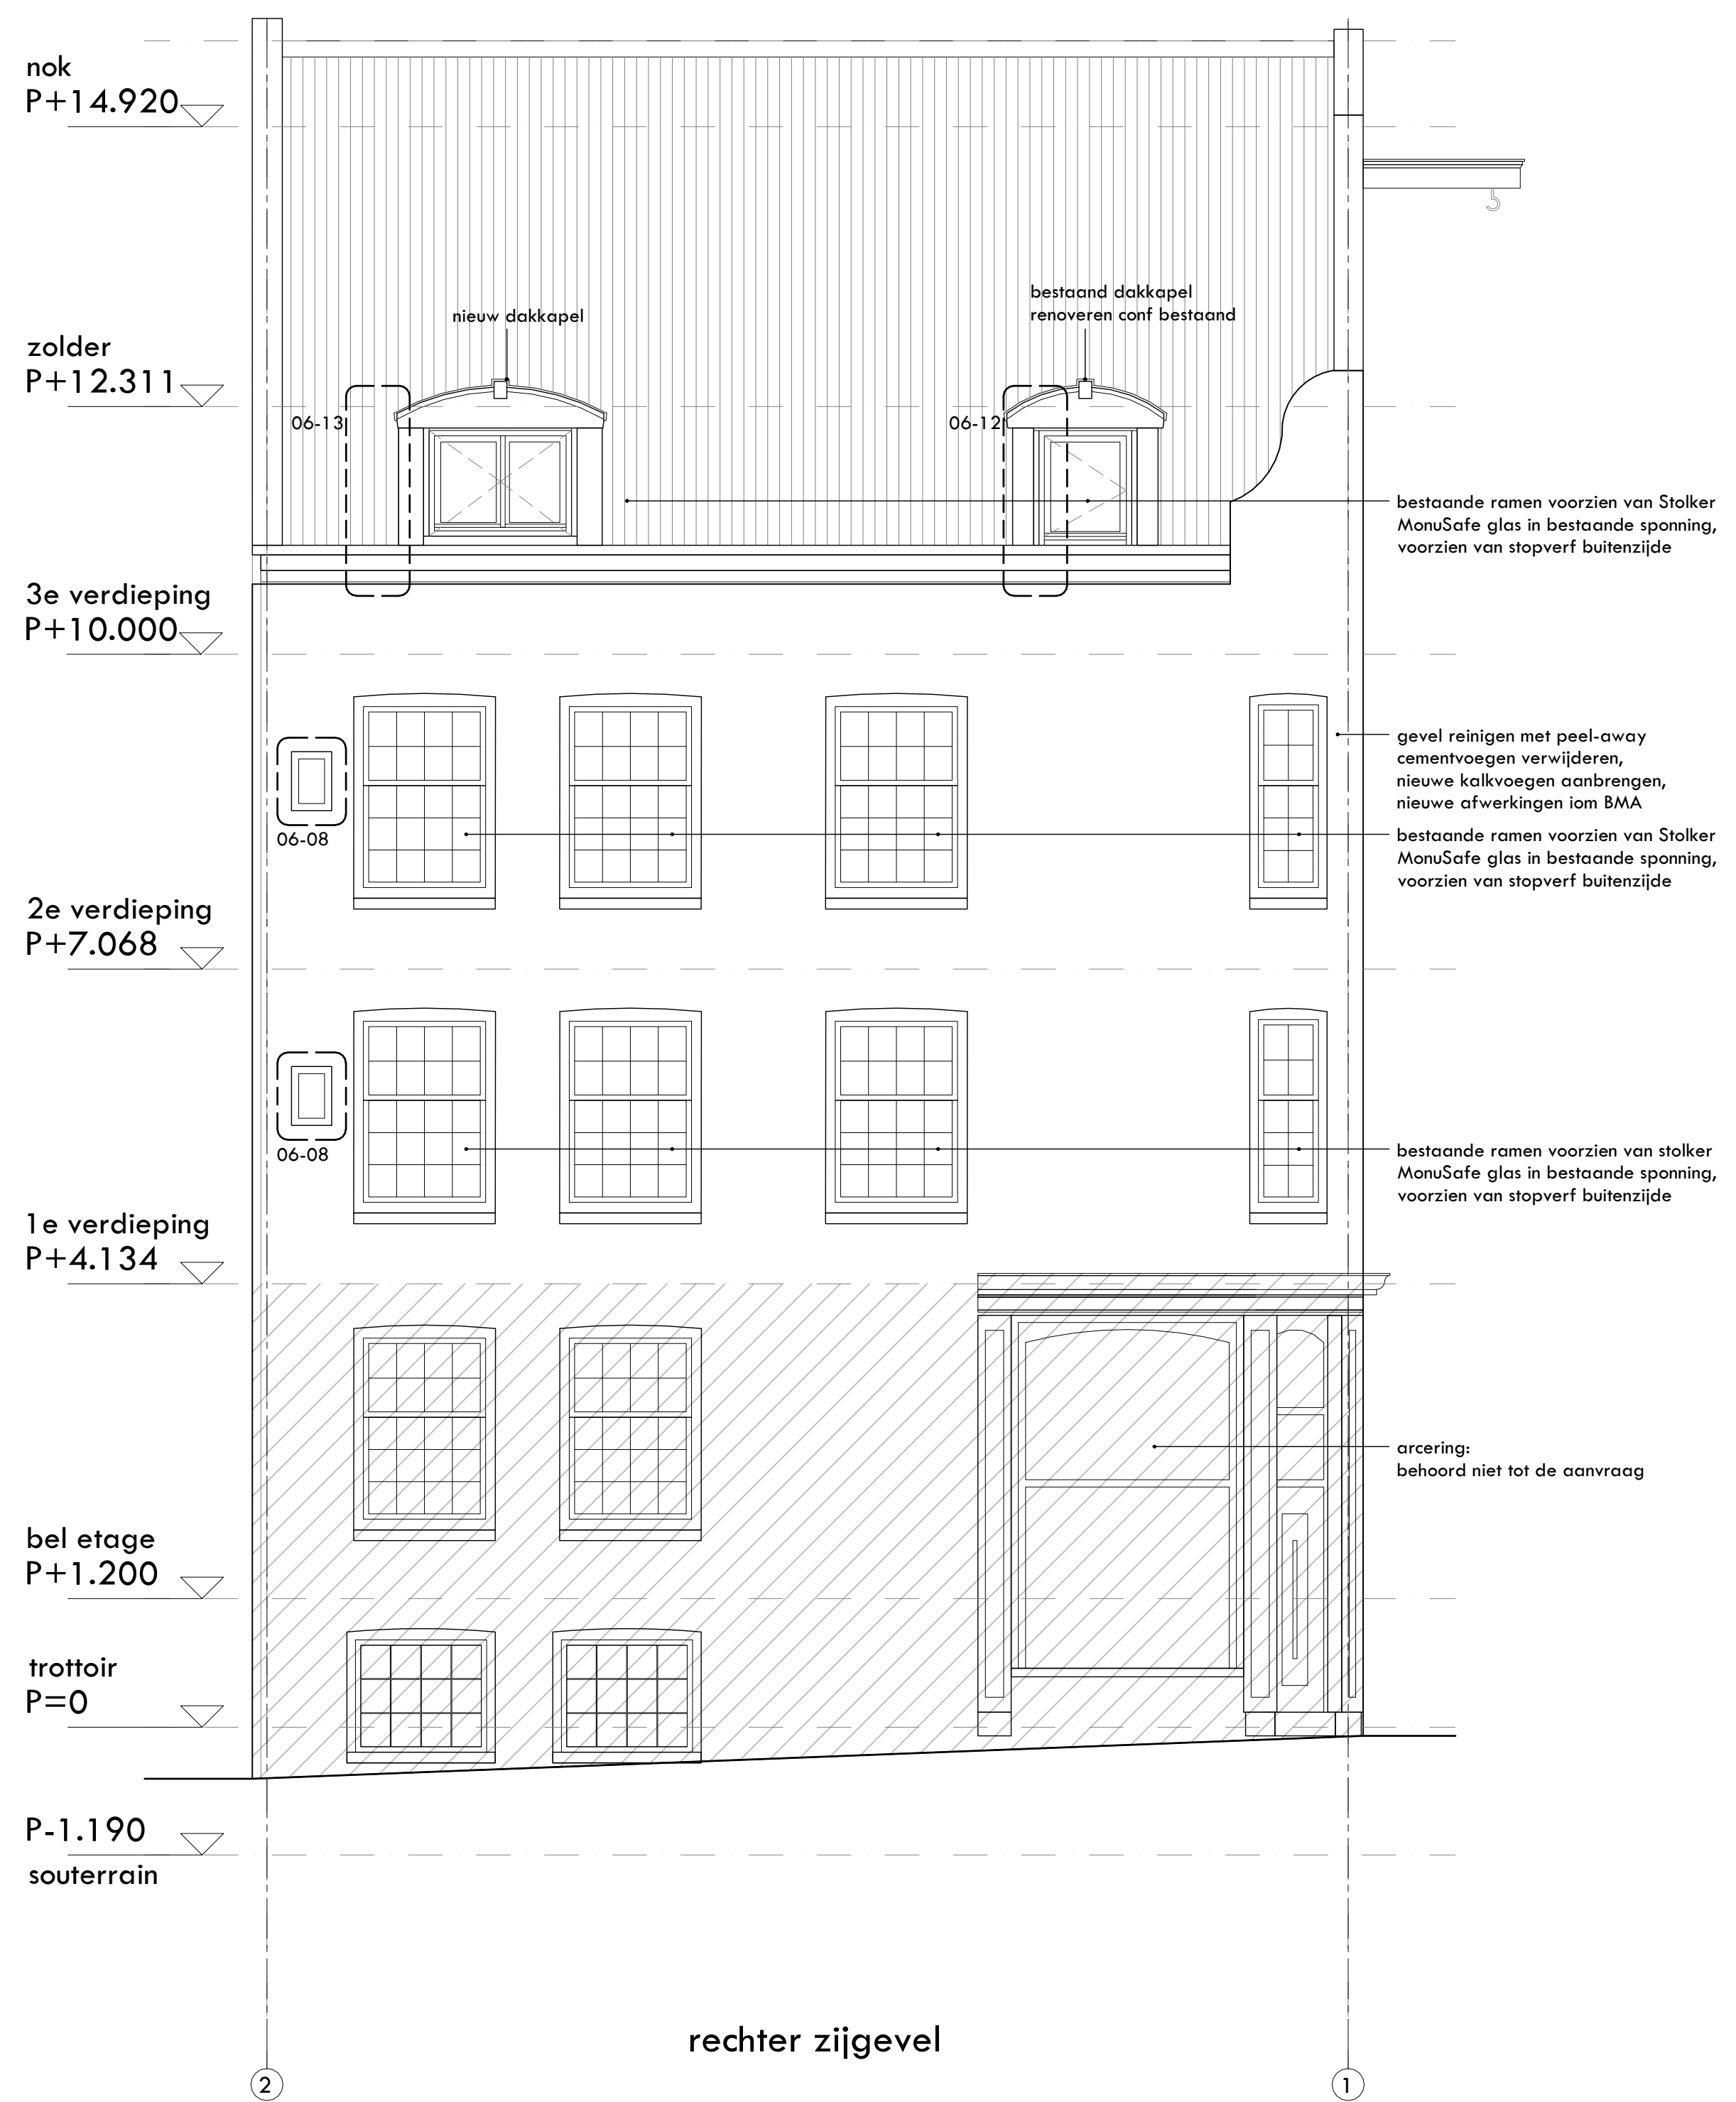 nok
P+14.920
bestaand dakkapel
renoveren conf bestaand
nieuw dakkapel
zolder
P+12.311
06-13
06-12
bestaande ramen voorzien van Stolker
MonuSafe glas in bestaande sponning,
voorzien van stopverf buitenzijde
3e verdieping
P+10.000
gevel reinigen met peel-away
cementvoegen verwijderen,
nieuwe kalkvoegen aanbrengen,
nieuwe afwerkingen iom BMA
06-08
bestaande ramen voorzien van Stolker
MonuSafe glas in bestaande sponning,
voorzien van stopverf buitenzijde
2e verdieping
P+7.068
06-08
bestaande ramen voorzien van stolker
MonuSafe glas in bestaande sponning,
voorzien van stopverf buitenzijde
1e verdieping
P+4.134
arcering:
behoord niet tot de aanvraag
bel etage
P+1.200
trottoir
P=0
P-1.190
souterrain
rechter zijgevel
2
1